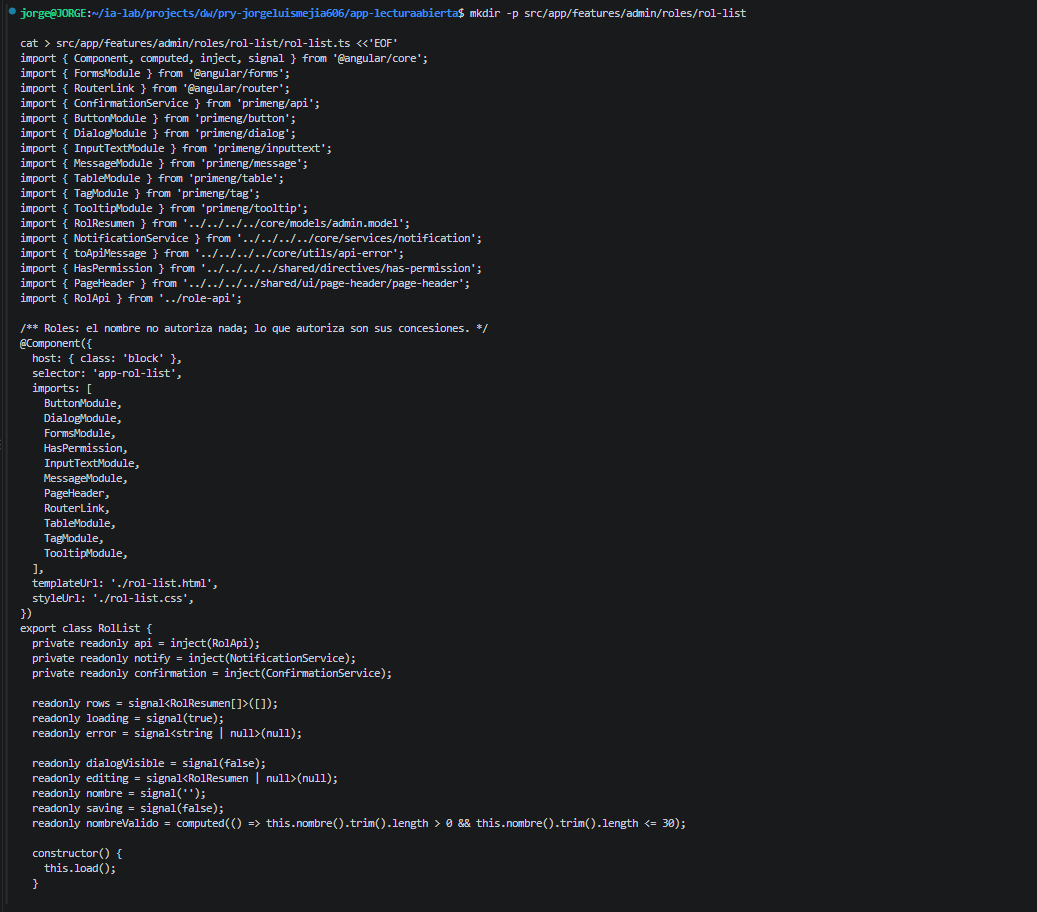 jorge@JORGE:~/ia-lab/projects/dw/pry-jorgeluismejia606/app-lecturaabierta$ mkdir -p src/app/features/admin/roles/rol-list

cat > src/app/features/admin/roles/rol-list/rol-list.ts <<'EOF'
import { Component, computed, inject, signal } from '@angular/core';
import { FormsModule } from '@angular/forms';
import { RouterLink } from '@angular/router';
import { ConfirmationService } from 'primeng/api';
import { ButtonModule } from 'primeng/button';
import { DialogModule } from 'primeng/dialog';
import { InputTextModule } from 'primeng/inputtext';
import { MessageModule } from 'primeng/message';
import { TableModule } from 'primeng/table';
import { TagModule } from 'primeng/tag';
import { TooltipModule } from 'primeng/tooltip';
import { RolResumen } from '../../../../core/models/admin.model';
import { NotificationService } from '../../../../core/services/notification';
import { toApiMessage } from '../../../../core/utils/api-error';
import { HasPermission } from '../../../../shared/directives/has-permission';
import { PageHeader } from '../../../../shared/ui/page-header/page-header';
import { RolApi } from '../role-api';

/** Roles: el nombre no autoriza nada; lo que autoriza son sus concesiones. */
@Component({
  host: { class: 'block' },
  selector: 'app-rol-list',
  imports: [
    ButtonModule,
    DialogModule,
    FormsModule,
    HasPermission,
    InputTextModule,
    MessageModule,
    PageHeader,
    RouterLink,
    TableModule,
    TagModule,
    TooltipModule,
  ],
  templateUrl: './rol-list.html',
  styleUrl: './rol-list.css',
})
export class RolList {
  private readonly api = inject(RolApi);
  private readonly notify = inject(NotificationService);
  private readonly confirmation = inject(ConfirmationService);

  readonly rows = signal<RolResumen[]>([]);
  readonly loading = signal(true);
  readonly error = signal<string | null>(null);

  readonly dialogVisible = signal(false);
  readonly editing = signal<RolResumen | null>(null);
  readonly nombre = signal('');
  readonly saving = signal(false);
  readonly nombreValido = computed(() => this.nombre().trim().length > 0 && this.nombre().trim().length <= 30);

  constructor() {
    this.load();
  }